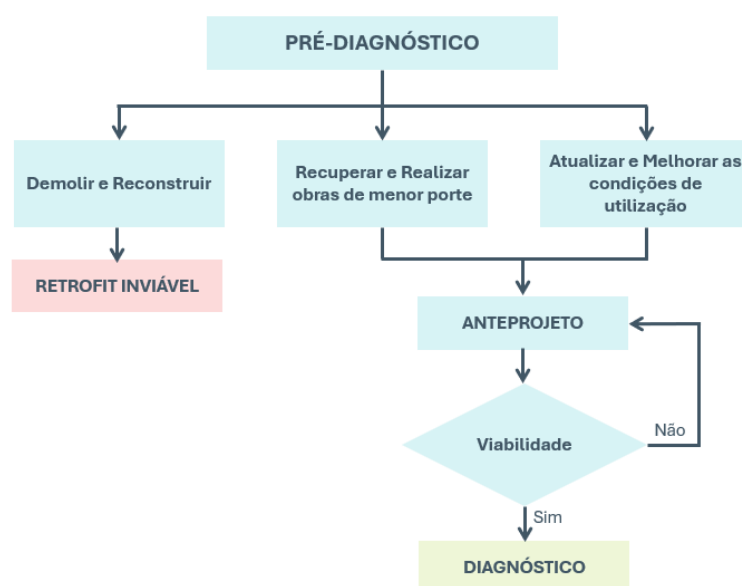 PRÉ-DIAGNÓSTICO
Demolir e Reconstruir
Recuperar e Realizar
obras de menor porte
Atualizar e Melhorar as
condições de
utilização
RETROFIT INVIÁVEL
ANTEPROJETO
Viabilidade
Não
Sim
DIAGNÓSTICO